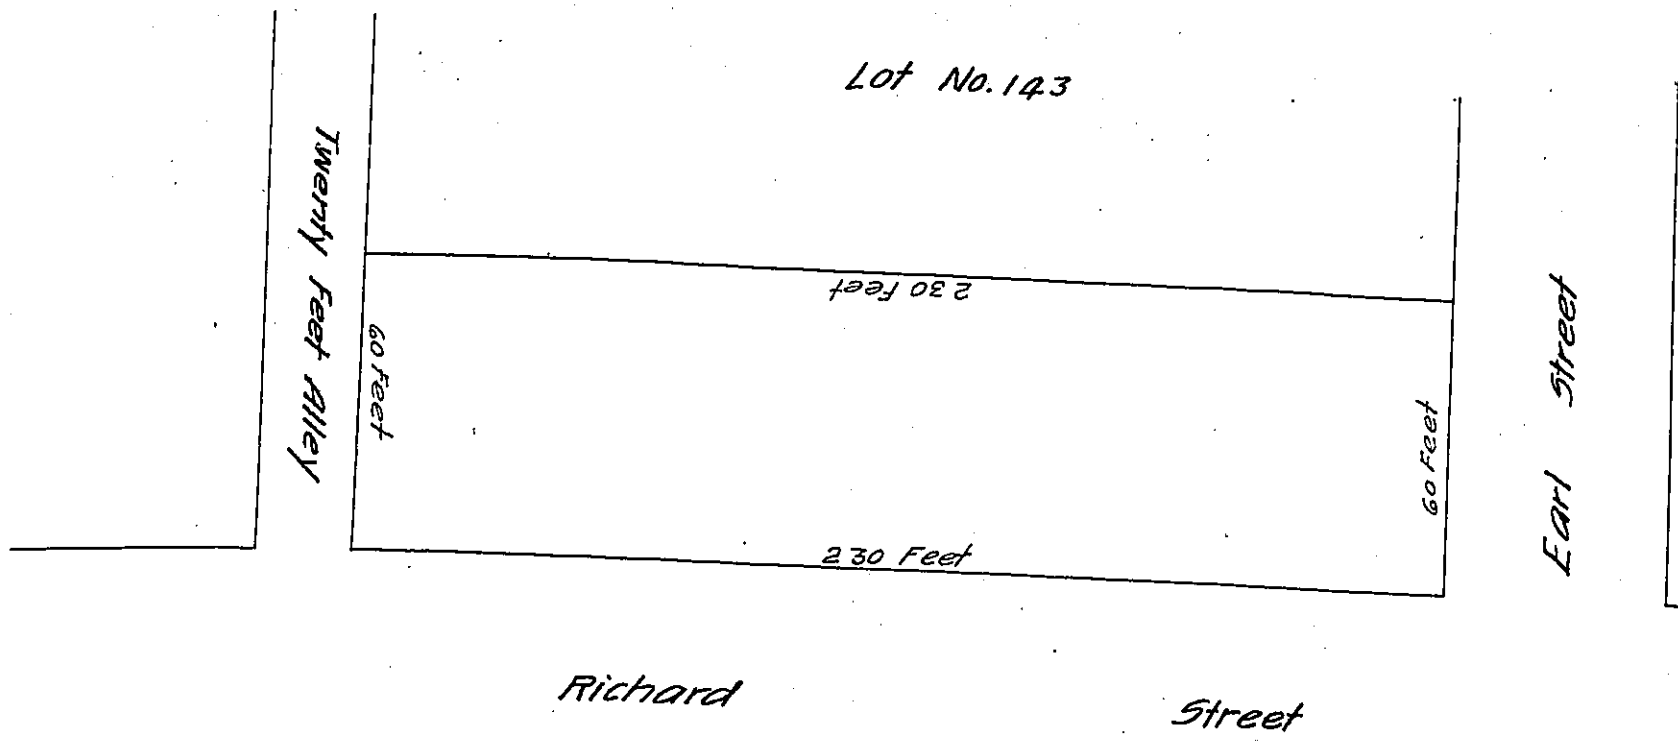 Lot No. 143
Twenty Feet Alley
230 Feet
60 Feet
60 Feet
Earl Street
230 Feet
Richard Street